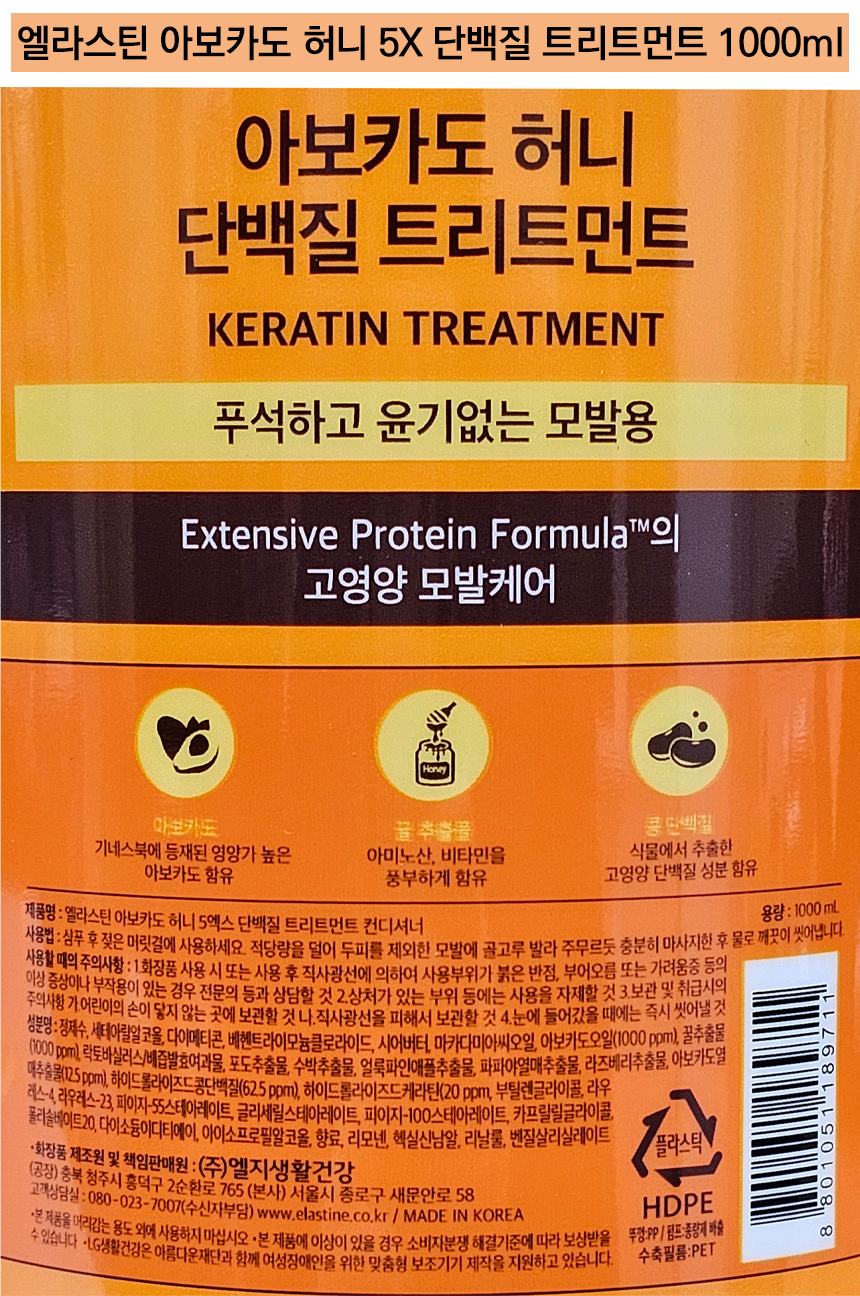 엘라스틴 아보카도 허니 5X 단백질 트리트먼트 1000ml
아보카도 허니
단백질 트리트먼트
KERATIN TREATMENT
푸석하고 윤기없는 모발용
Extensive Protein Formula™의
고영양 모발케어
Honey
아보카도
기네스북에 등재된 영양가 높은
아보카도 함유
꿀 추출물
아미노산, 비타민을
풍부하게 함유
콩 단백질
식물에서 추출한
고영양 단백질 성분 함유
제품명 : 엘라스틴 아보카도 허니 5엑스 단백질 트리트먼트 컨디셔너
용량 : 1000 mL
사용법 : 샴푸 후 젖은 머릿결에 사용하세요. 적당량을 덜어 두피를 제외한 모발에 골고루 발라 주무르듯 충분히 마사지한 후 물로 깨끗이 씻어냅니다.
사용할 때의 주의사항 : 1.화장품 사용 시 또는 사용 후 직사광선에 의하여 사용부위가 붉은 반점, 부어오름 또는 가려움증 등의
이상 증상이나 부작용이 있는 경우 전문의 등과 상담할 것 2.상처가 있는 부위 등에는 사용을 자제할 것 3.보관 및 취급시의
주의사항 가.어린이의 손이 닿지 않는 곳에 보관할 것 나.직사광선을 피해서 보관할 것 4.눈에 들어갔을 때에는 즉시 씻어낼 것
성분명 : 정제수, 세테아릴알코올, 다이메티콘, 베헨트라이모늄클로라이드, 시어버터, 마카다미아씨오일, 아보카도오일(1000 ppm), 꿀추출물
(1000 ppm), 락토바실러스/배즙발효여과물, 포도추출물, 수박추출물, 얼룩파인애플추출물, 파파야열매추출물, 라즈베리추출물, 아보카도열
매추출물(12.5 ppm), 하이드롤라이즈드콩단백질(62.5 ppm), 하이드롤라이즈드케라틴(20 ppm), 부틸렌글라이콜, 라우
레스-4, 라우레스-23, 피이지-55스테아레이트, 글리세릴스테아레이트, 피이지-100스테아레이트, 카프릴릴글라이콜,
폴리솔베이트20, 다이소듐이디티에이, 아이소프로필알코올, 향료, 리모넨, 헥실신남알, 리날룰, 벤질살리실레이트
•화장품 제조원 및 책임판매원 : (주)엘지생활건강
(공장) 충북 청주시 흥덕구 2순환로 765 (본사) 서울시 종로구 새문안로 58
고객상담실 : 080-023-7007(수신자부담) www.elastine.co.kr / MADE IN KOREA
•본 제품을 머리감는 용도 외에 사용하지 마십시오 •본 제품에 이상이 있을 경우 소비자분쟁 해결기준에 따라 보상받을
수 있습니다 •LG생활건강은 아름다운재단과 함께 여성장애인을 위한 맞춤형 보조기기 제작을 지원하고 있습니다.
플라스틱
HDPE
뚜껑:PP / 펌프:종량제 배출
수축필름:PET
8 801051 189711